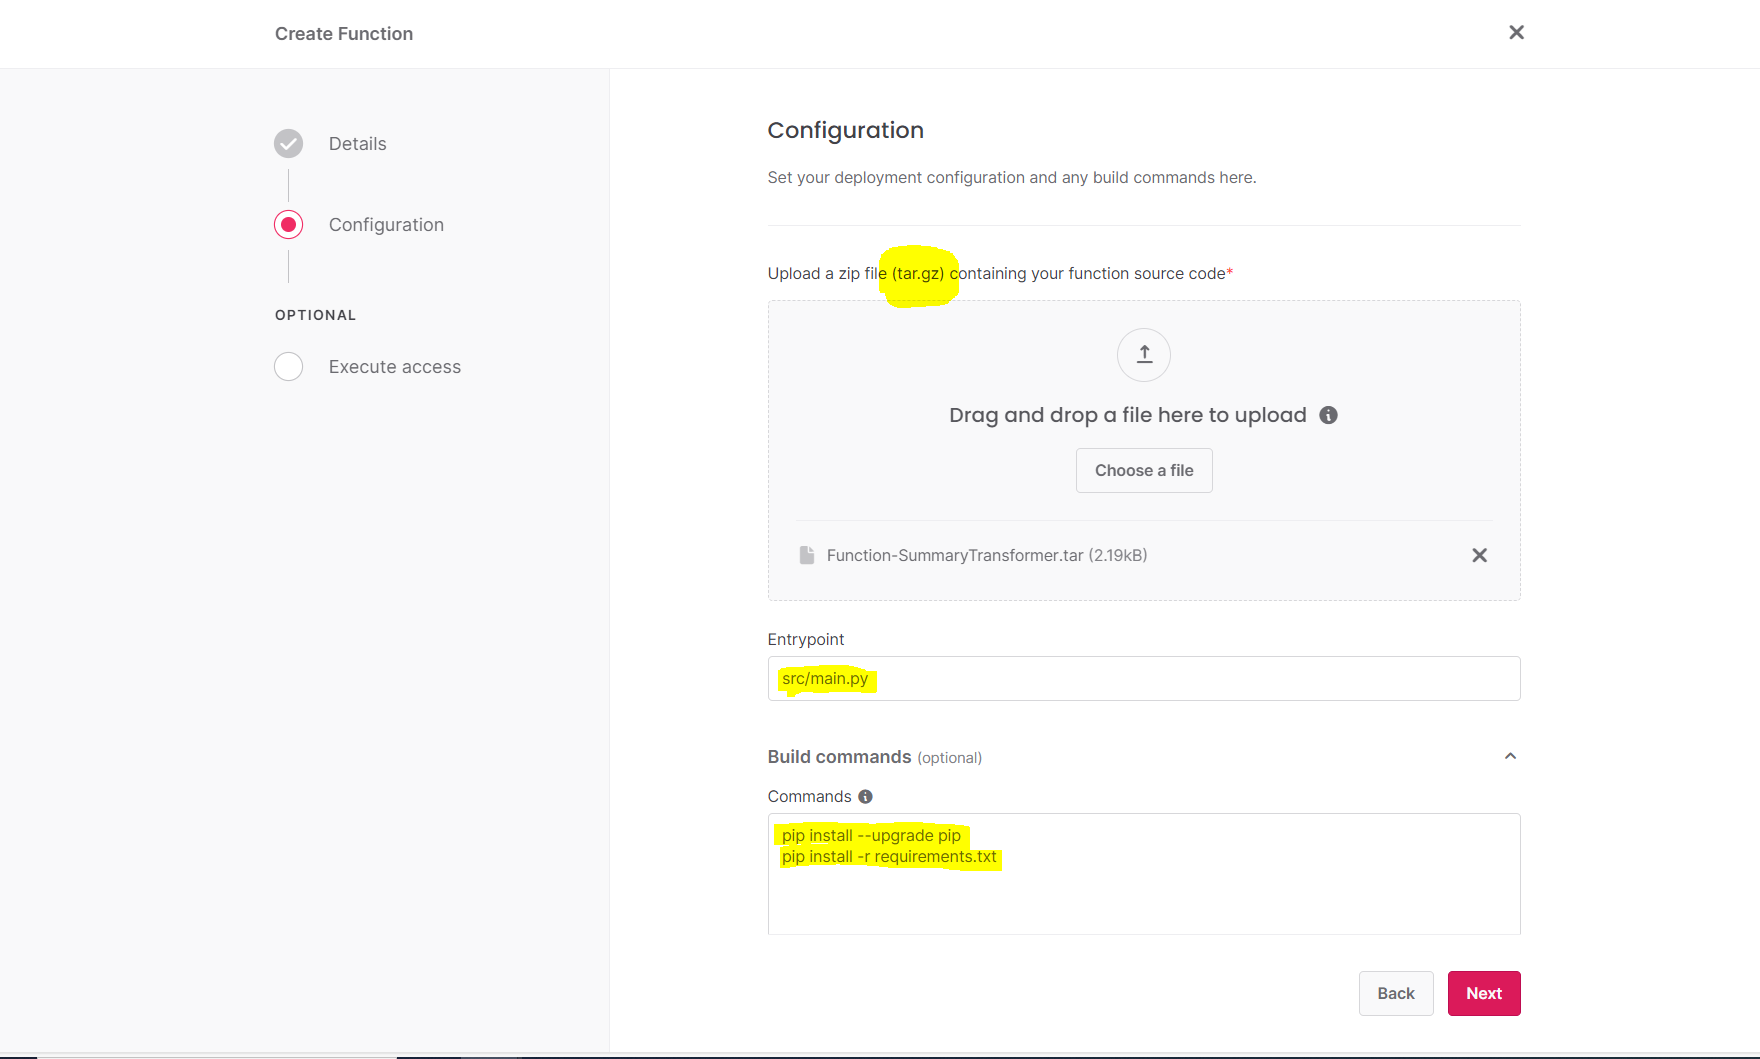 Create Function
Details
Configuration
OPTIONAL
Execute access
Configuration
Set your deployment configuration and any build commands here.
Upload a zip file (tar.gz) containing your function source code*
Drag and drop a file here to upload
Choose a file
Function-SummaryTransformer.tar (2.19kB)
Entrypoint
src/main.py
Build commands (optional)
Commands
pip install --upgrade pip
pip install -r requirements.txt
Back
Next